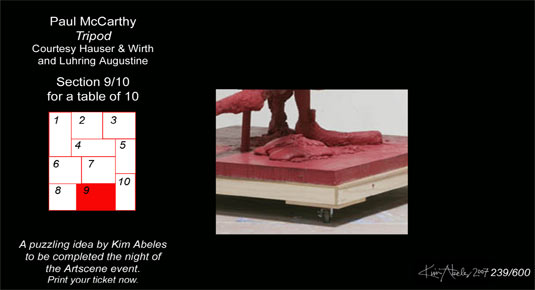 Paul McCarthy
Tripod
Courtesy Hauser & Wirth
and Luhring Augustine
Section 9/10
for a table of 10
1 2 3
4 5
6 7
8 9 10
A puzzling idea by Kim Abeles
to be completed the night of
the Artscene event.
Print your ticket now.
Kim Abeles 2007 239/600